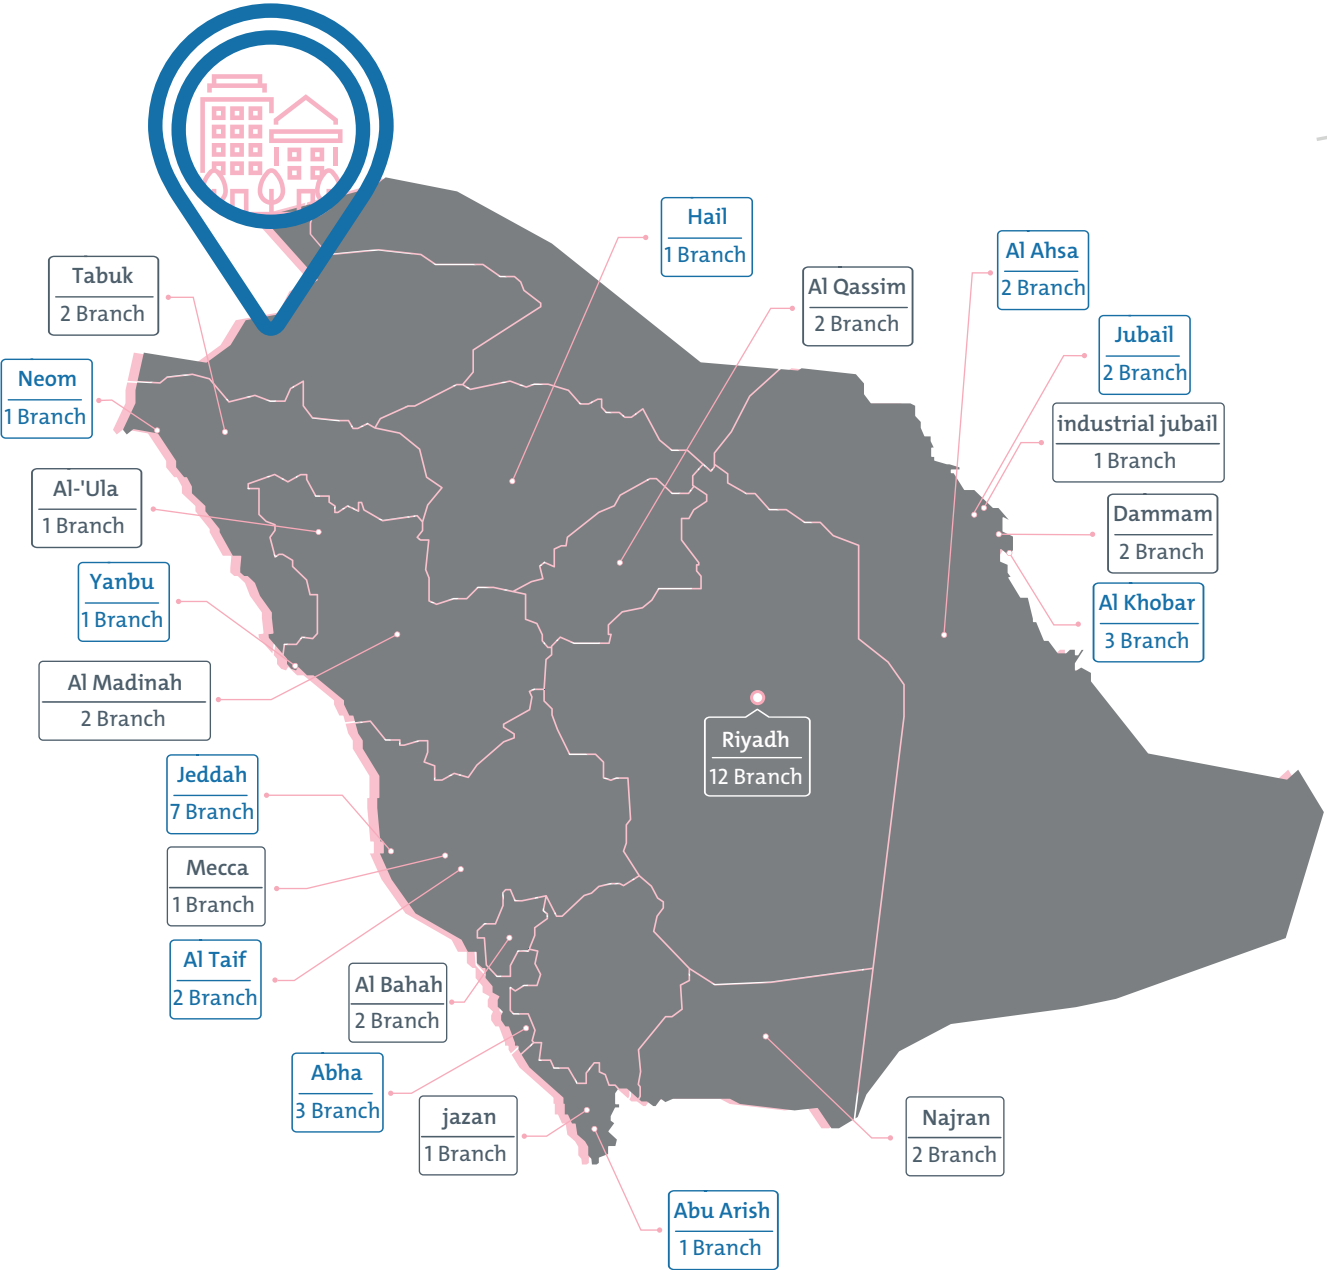 Hail
1 Branch
Al Ahsa
2 Branch
Tabuk
2 Branch
Al Qassim
2 Branch
Jubail
2 Branch
Neom
1 Branch
industrial jubail
1 Branch
Al-'Ula
1 Branch
Dammam
2 Branch
Yanbu
1 Branch
Al Khobar
3 Branch
Al Madinah
2 Branch
Riyadh
12 Branch
Jeddah
7 Branch
Mecca
1 Branch
Al Taif
2 Branch
Al Bahah
2 Branch
Abha
3 Branch
jazan
1 Branch
Najran
2 Branch
Abu Arish
1 Branch